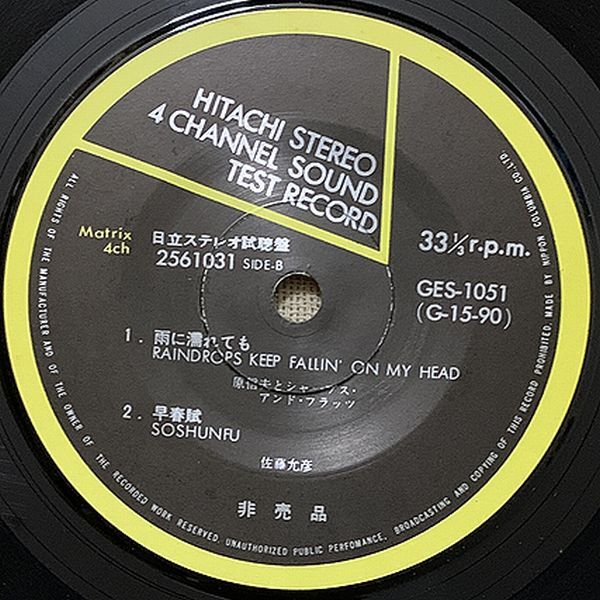 HITACHI STEREO
4 CHANNEL SOUND
TEST RECORD
Matrix
4ch
日立ステレオ試聴盤
2561031 SIDE-B
33⅓ r.p.m.
GES-1051
(G-15-90)
1. 雨に濡れても
RAINDROPS KEEP FALLIN' ON MY HEAD
原信夫とシャープス・
アンド・フラッツ
2. 早春賦
SOSHUNFU
佐藤允彦
非売品
ALL RIGHTS OF THE MANUFACTURER AND OF THE OWNER OF THE RECORDED WORK RESERVED. UNAUTHORIZED PUBLIC PERFOMANCE, BROADCASTING AND COPYING OF THIS RECORD PROHIBITED. MADE BY NIPPON COLUMBIA CO., LTD.